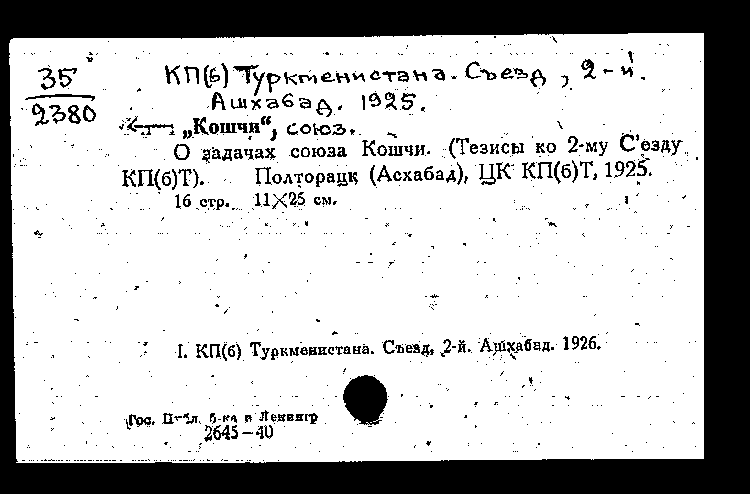 35
2380
КП(б) Туркменистана. Съезд, 2-й.
Ашхабад. 1925.
„Кошчи“, союз.
О задачах союза Кошчи. (Тезисы ко 2-му С'езду
КП(б)Т). Полторацк (Асхабад), ЦК КП(б)Т, 1925.
16 стр. 11×25 см.
I. КП(б) Туркменистана. Съезд, 2-й. Ашхабад. 1926.
Гос. Публ. б-ка в Ленингр
2645—40